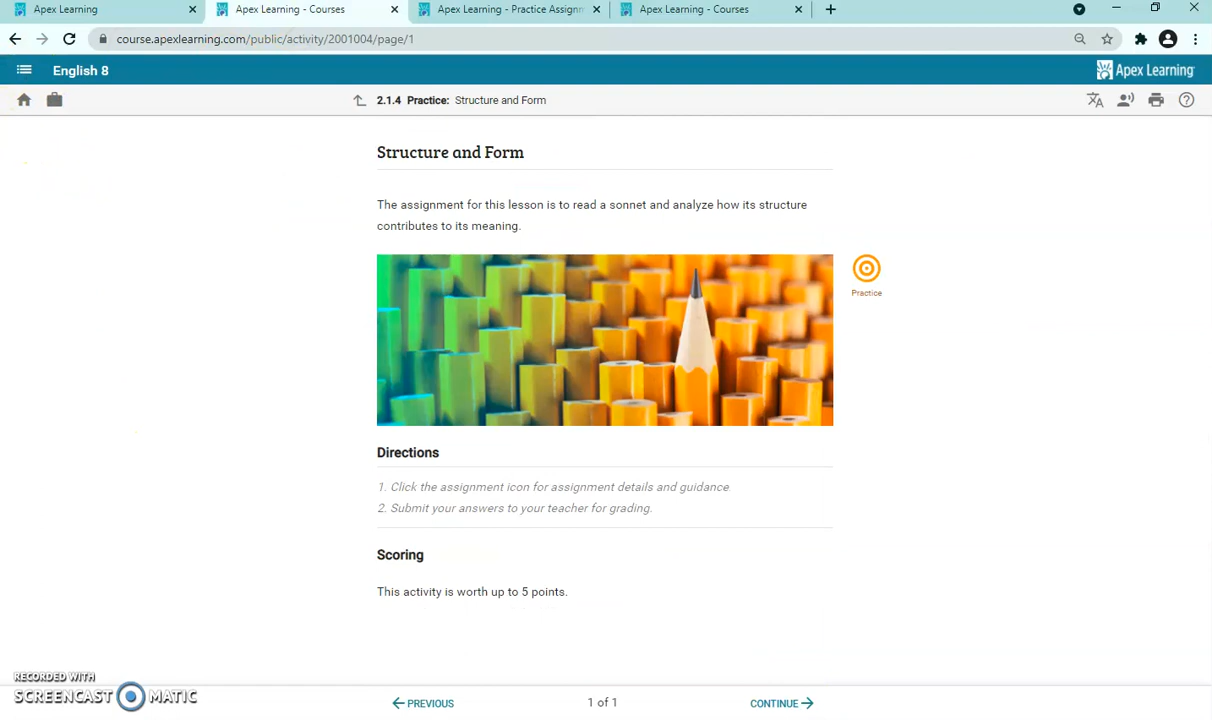 Apex Learning
Apex Learning - Courses
Apex Learning - Practice Assignm
Apex Learning - Courses
course.apexlearning.com/public/activity/2001004/page/1
English 8
Apex Learning
2.1.4 Practice: Structure and Form
Structure and Form
The assignment for this lesson is to read a sonnet and analyze how its structure
contributes to its meaning.
Practice
Directions
1. Click the assignment icon for assignment details and guidance.
2. Submit your answers to your teacher for grading.
Scoring
This activity is worth up to 5 points.
RECORDED WITH
SCREENCAST MATIC
PREVIOUS
1 of 1
CONTINUE